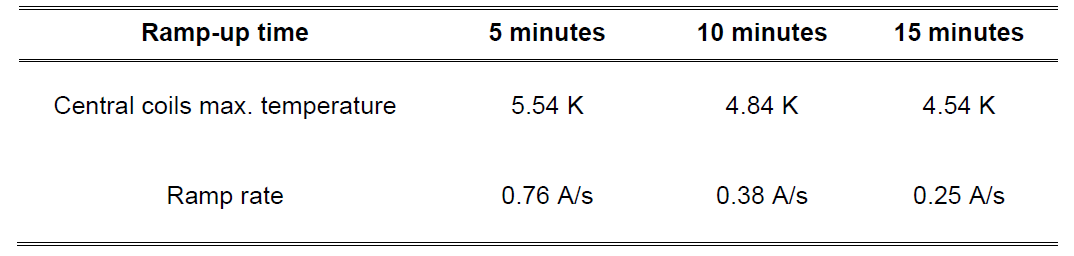 Ramp-up time 5 minutes 10 minutes 15 minutes
Central coils max. temperature 5.54 K 4.84 K 4.54 K
Ramp rate 0.76 A/s 0.38 A/s 0.25 A/s